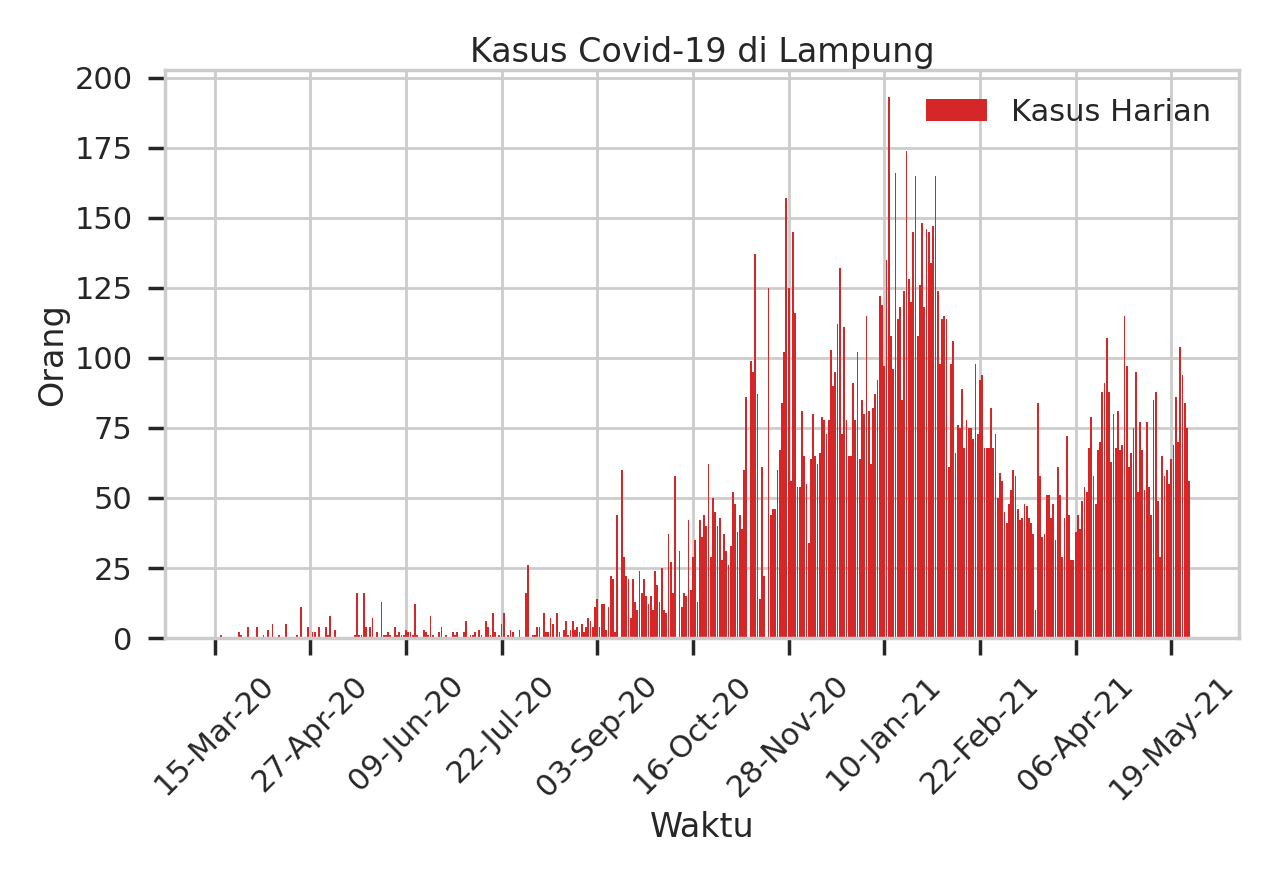 Kasus Covid-19 di Lampung
Kasus Harian
200
175
150
125
100
75
50
25
0
Orang
15-Mar-20
27-Apr-20
09-Jun-20
22-Jul-20
03-Sep-20
16-Oct-20
28-Nov-20
10-Jan-21
22-Feb-21
06-Apr-21
19-May-21
Waktu